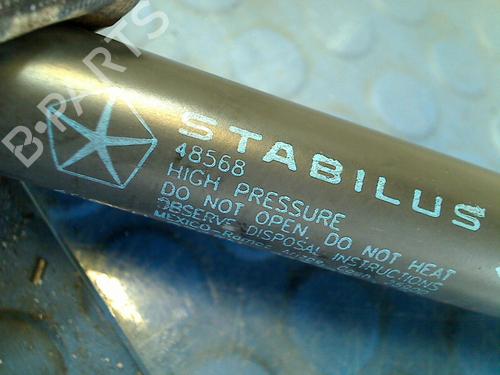 B-PARTS
STABILUS
48568
HIGH PRESSURE
DO NOT OPEN DO NOT HEAT
OBSERVE DISPOSAL INSTRUCTIONS